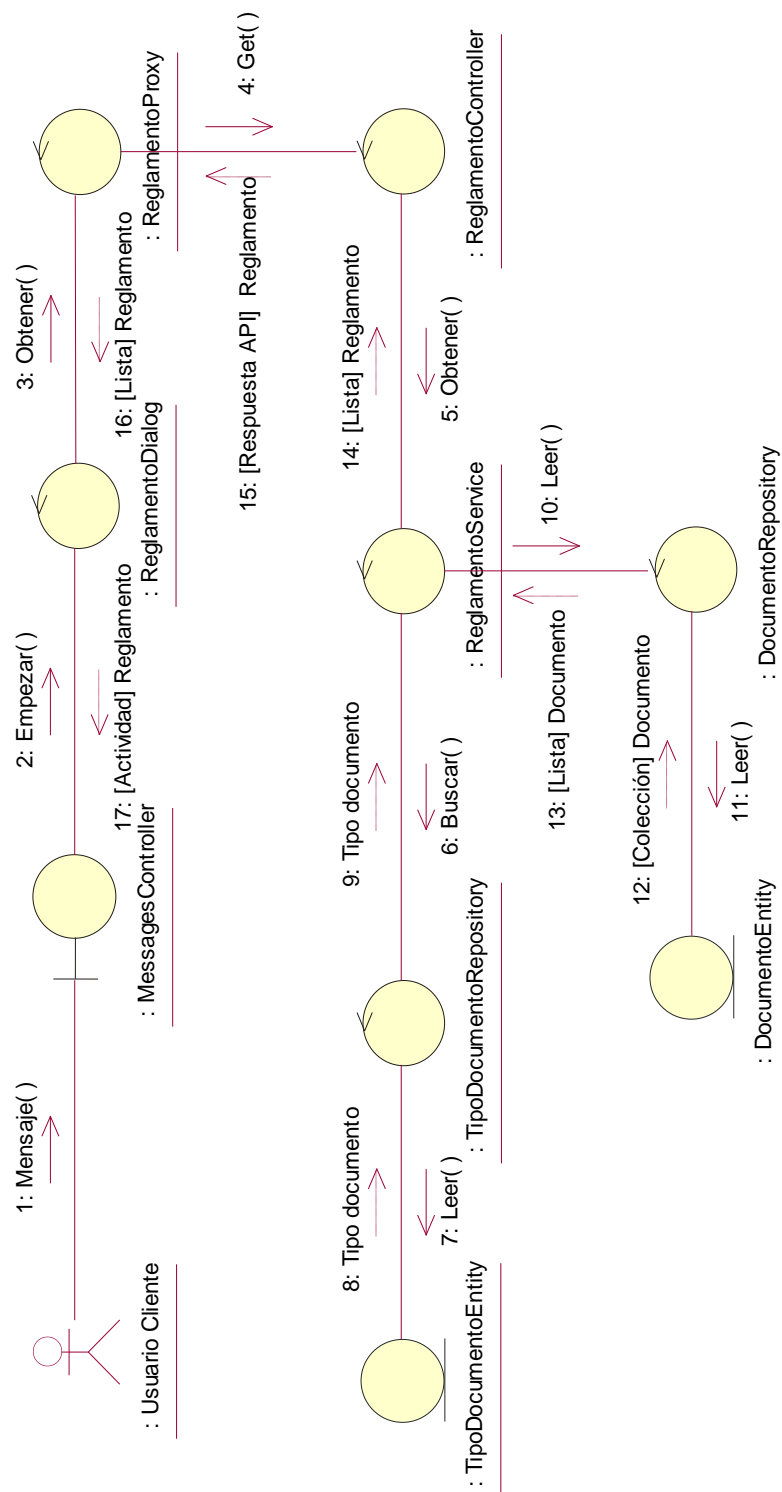 1: Mensaje( )
2: Empezar( )
3: Obtener( )
17: [Actividad] Reglamento
16: [Lista] Reglamento
: Usuario Cliente
: MessagesController
: ReglamentoDialog
: ReglamentoProxy
4: Get( )
15: [Respuesta API]  Reglamento
8: Tipo documento
9: Tipo documento
14: [Lista] Reglamento
7: Leer( )
6: Buscar( )
5: Obtener( )
: TipoDocumentoEntity
: TipoDocumentoRepository
: ReglamentoService
: ReglamentoController
10: Leer( )
13: [Lista] Documento
12: [Colección] Documento
11: Leer( )
: DocumentoEntity
: DocumentoRepository